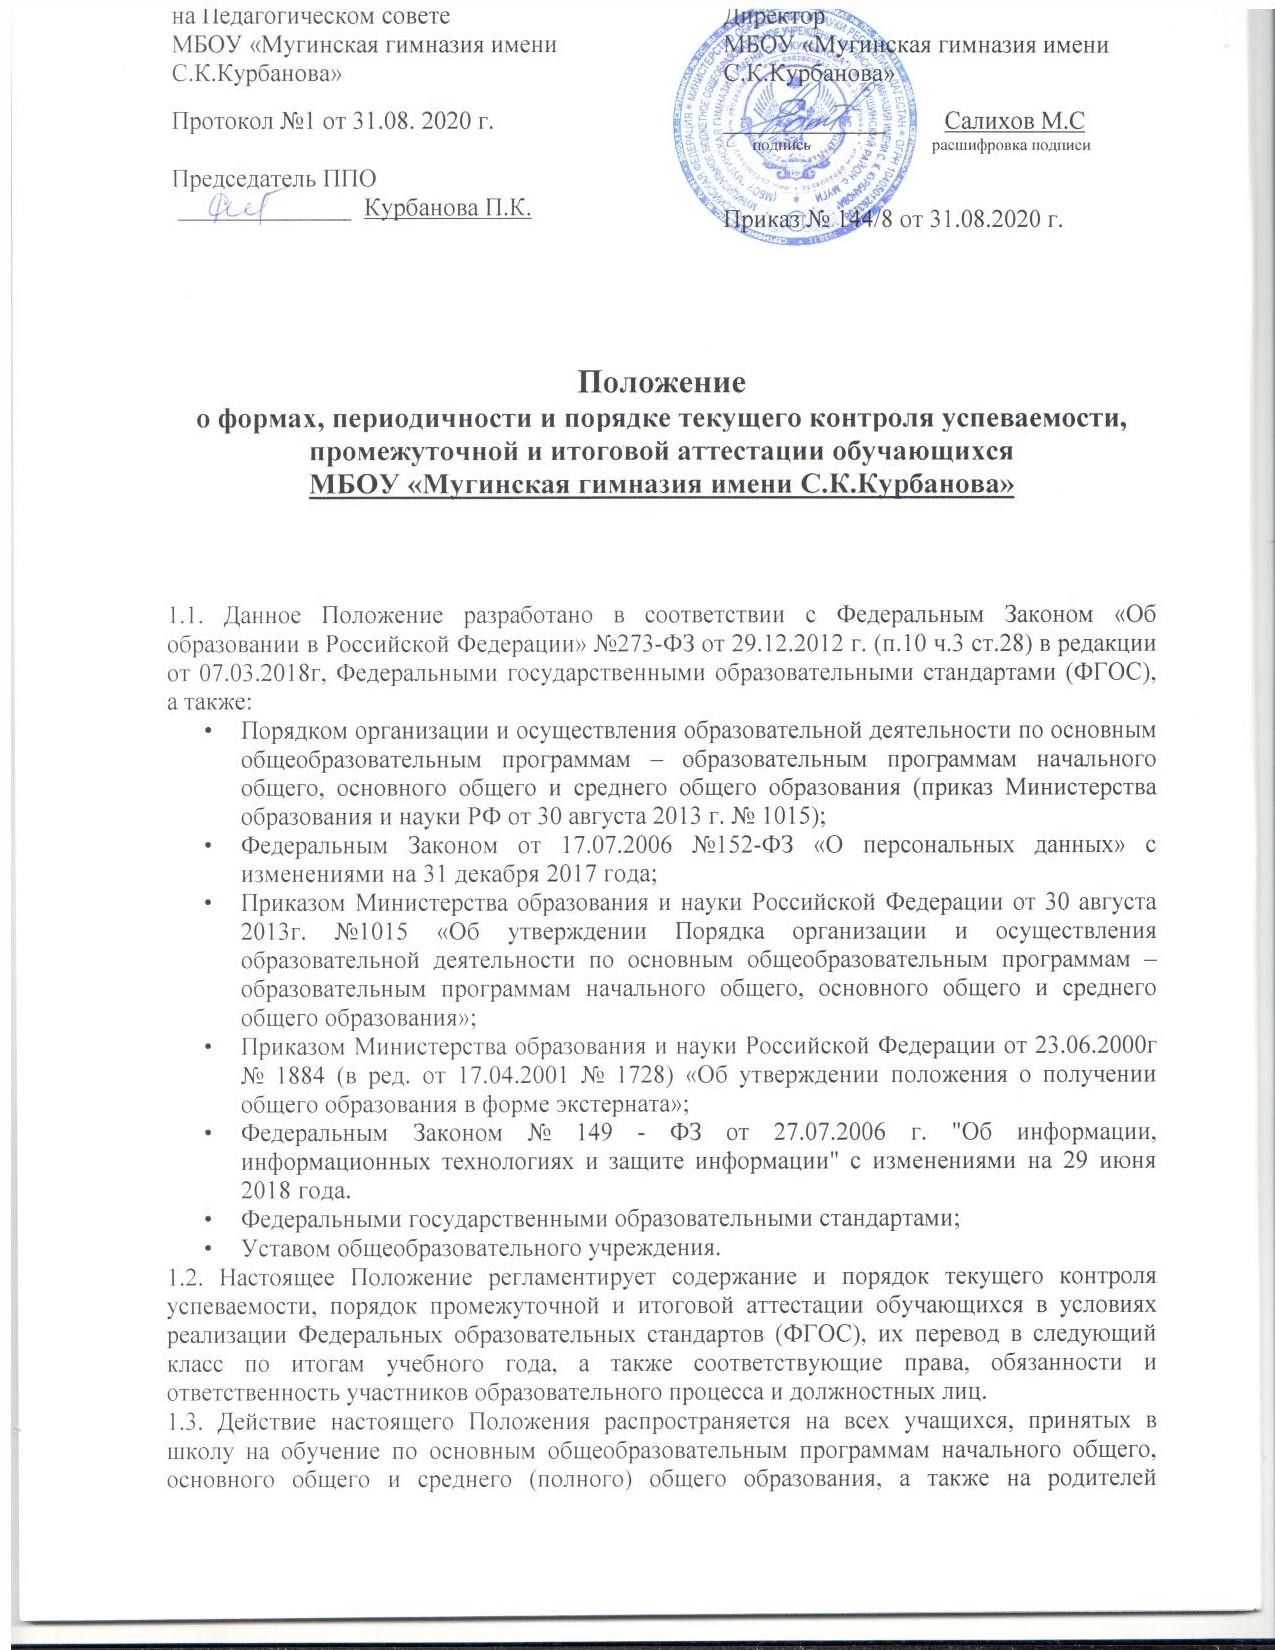 на Педагогическом совете
МБОУ «Мугинская гимназия имени
С.К.Курбанова»
Протокол №1 от 31.08. 2020 г.
Председатель ППО
Курбанова П.К.
Директор
МБОУ «Мугинская гимназия имени
С.К.Курбанова»
Салихов М.С
подпись расшифровка подписи
Приказ № 144/8 от 31.08.2020 г.
Положение
о формах, периодичности и порядке текущего контроля успеваемости,
промежуточной и итоговой аттестации обучающихся
МБОУ «Мугинская гимназия имени С.К.Курбанова»
1.1. Данное Положение разработано в соответствии с Федеральным Законом «Об
образовании в Российской Федерации» №273-ФЗ от 29.12.2012 г. (п.10 ч.3 ст.28) в редакции
от 07.03.2018г, Федеральными государственными образовательными стандартами (ФГОС),
а также:
• Порядком организации и осуществления образовательной деятельности по основным
общеобразовательным программам – образовательным программам начального
общего, основного общего и среднего общего образования (приказ Министерства
образования и науки РФ от 30 августа 2013 г. № 1015);
• Федеральным Законом от 17.07.2006 №152-ФЗ «О персональных данных» с
изменениями на 31 декабря 2017 года;
• Приказом Министерства образования и науки Российской Федерации от 30 августа
2013г. №1015 «Об утверждении Порядка организации и осуществления
образовательной деятельности по основным общеобразовательным программам –
образовательным программам начального общего, основного общего и среднего
общего образования»;
• Приказом Министерства образования и науки Российской Федерации от 23.06.2000г
№ 1884 (в ред. от 17.04.2001 № 1728) «Об утверждении положения о получении
общего образования в форме экстерната»;
• Федеральным Законом № 149 - ФЗ от 27.07.2006 г. "Об информации,
информационных технологиях и защите информации" с изменениями на 29 июня
2018 года.
• Федеральными государственными образовательными стандартами;
• Уставом общеобразовательного учреждения.
1.2. Настоящее Положение регламентирует содержание и порядок текущего контроля
успеваемости, порядок промежуточной и итоговой аттестации обучающихся в условиях
реализации Федеральных образовательных стандартов (ФГОС), их перевод в следующий
класс по итогам учебного года, а также соответствующие права, обязанности и
ответственность участников образовательного процесса и должностных лиц.
1.3. Действие настоящего Положения распространяется на всех учащихся, принятых в
школу на обучение по основным общеобразовательным программам начального общего,
основного общего и среднего (полного) общего образования, а также на родителей